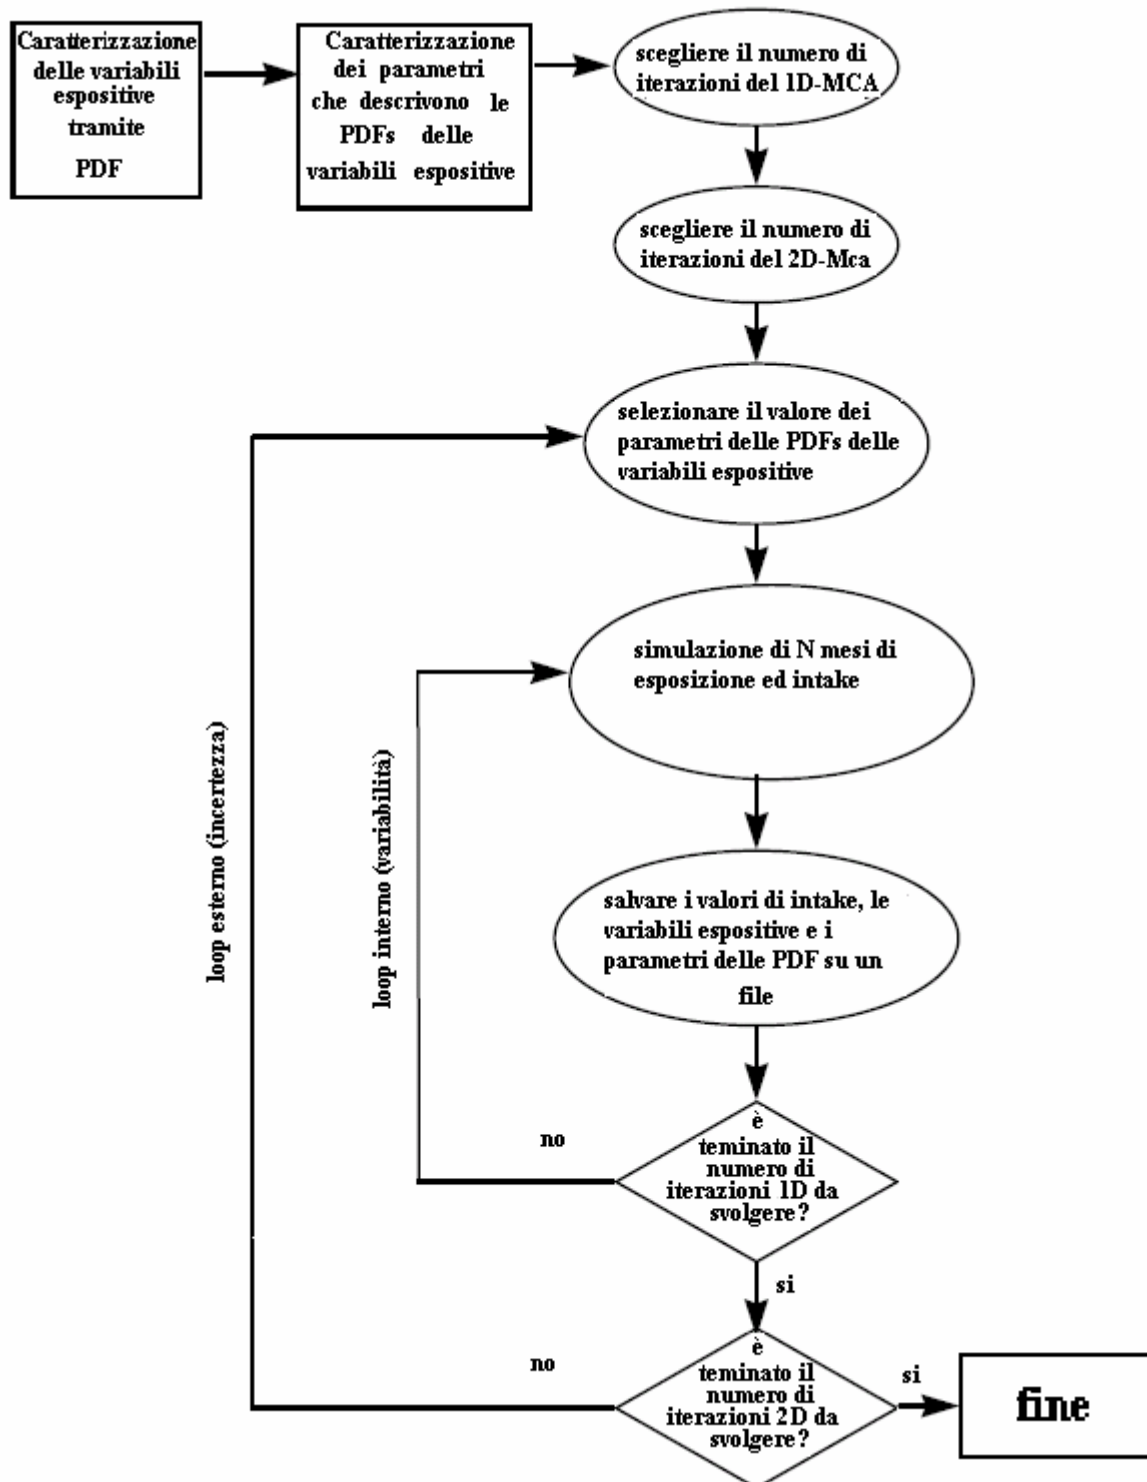 Caratterizzazione
delle variabili
espositive
tramite
PDF
Caratterizzazione
dei parametri
che descrivono le
PDFs delle
variabili espositive
scegliere il numero di
iterazioni del 1D-MCA
scegliere il numero di
iterazioni del 2D-Mca
selezionare il valore dei
parametri delle PDFs delle
variabili espositive
simulazione di N mesi di
esposizione ed intake
loop esterno (incertezza)
loop interno (variabilità)
salvare i valori di intake, le
variabili espositive e i
parametri delle PDF su un
file
no
è
teminato il
numero di
iterazioni 1D da
svolgere?
si
no
è
teminato il
numero di
iterazioni 2D da
svolgere?
si
fine